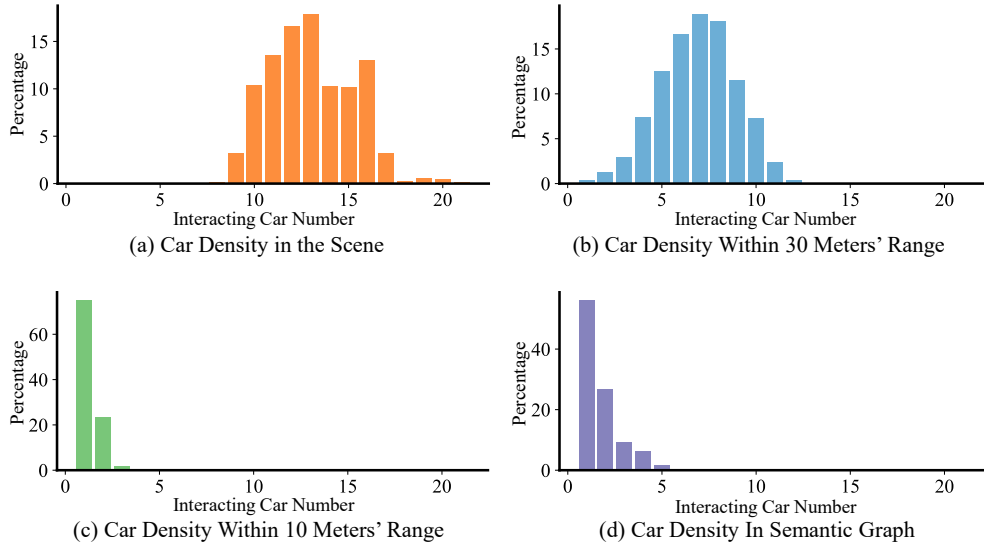 Percentage
15
10
5
0
0 5 10 15 20
Interacting Car Number
(a) Car Density in the Scene
Percentage
15
10
5
0
0 5 10 15 20
Interacting Car Number
(b) Car Density Within 30 Meters’ Range
Percentage
60
40
20
0
0 5 10 15 20
Interacting Car Number
(c) Car Density Within 10 Meters’ Range
Percentage
40
20
0
0 5 10 15 20
Interacting Car Number
(d) Car Density In Semantic Graph